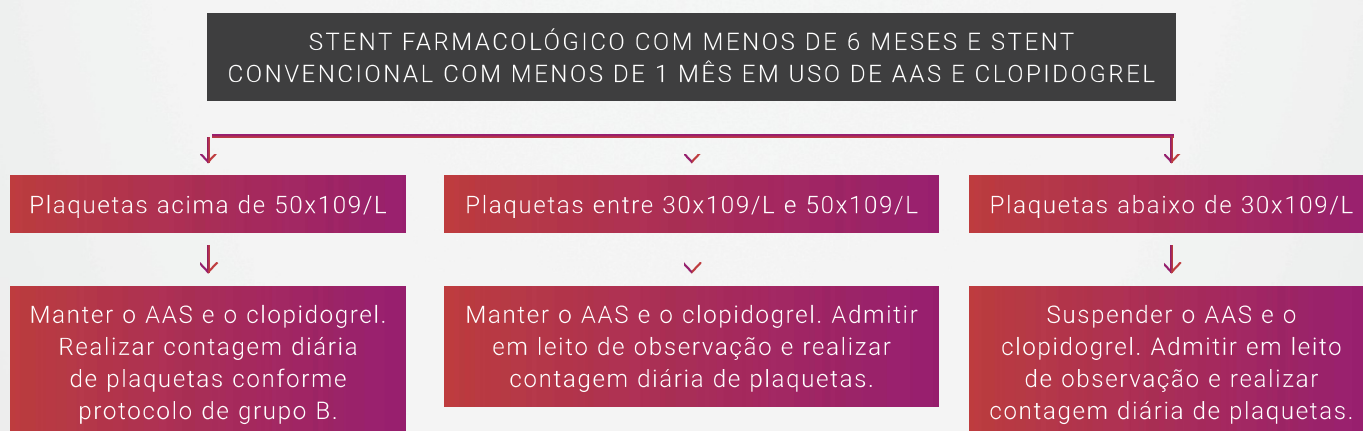 STENT FARMACOLÓGICO COM MENOS DE 6 MESES E STENT
CONVENCIONAL COM MENOS DE 1 MÊS EM USO DE AAS E CLOPIDOGREL
Plaquetas acima de 50x109/L
Plaquetas entre 30x109/L e 50x109/L
Plaquetas abaixo de 30x109/L
Manter o AAS e o clopidogrel.
Realizar contagem diária
de plaquetas conforme
protocolo de grupo B.
Manter o AAS e o clopidogrel. Admitir
em leito de observação e realizar
contagem diária de plaquetas.
Suspender o AAS e o
clopidogrel. Admitir em leito
de observação e realizar
contagem diária de plaquetas.